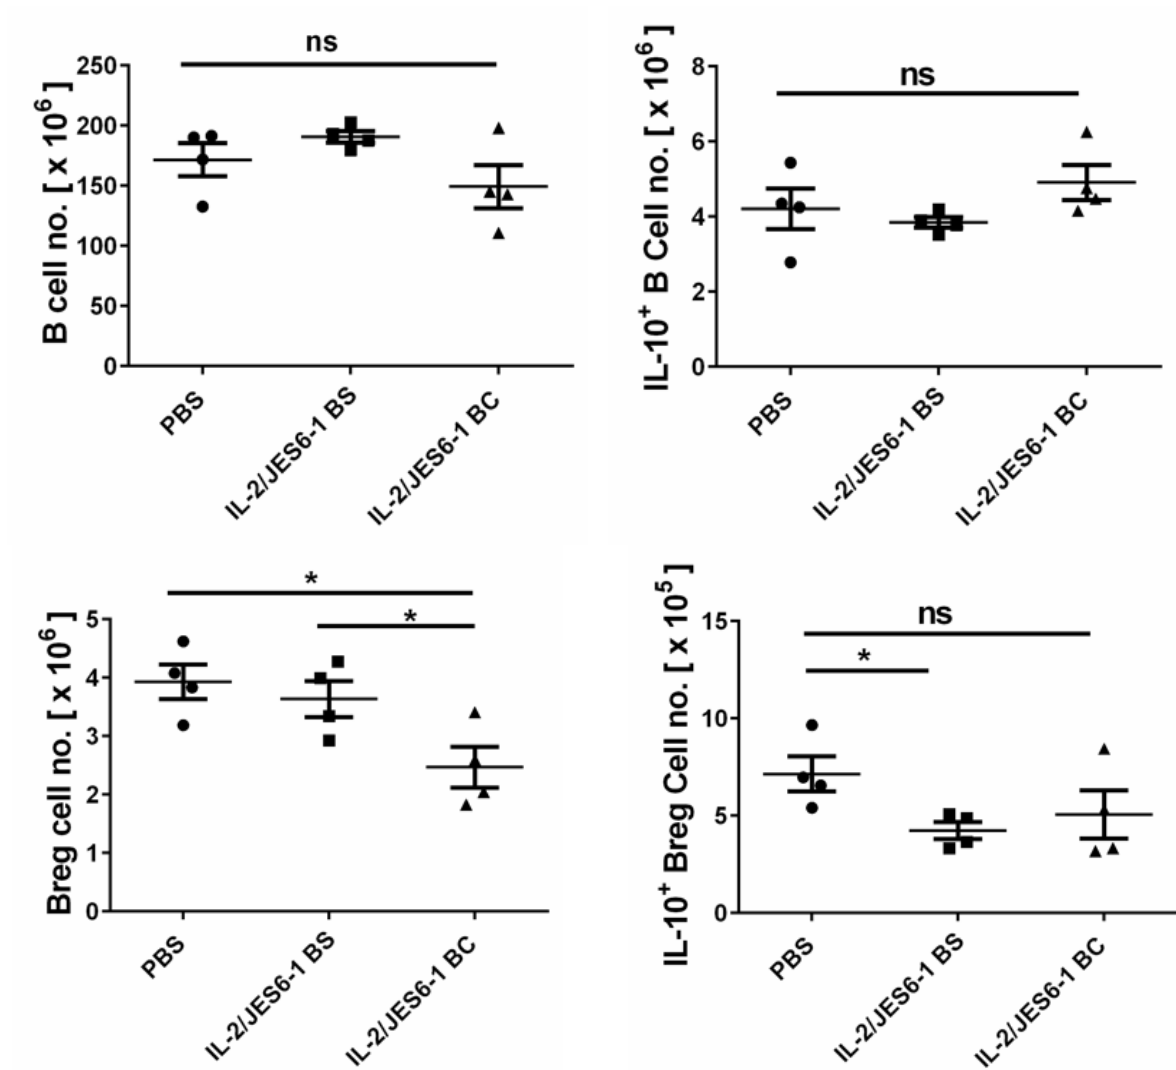 ns
B cell no. [ x 10⁶ ]
250
200
150
100
50
0
PBS
IL-2/JES6-1 BS
IL-2/JES6-1 BC
ns
IL-10⁺ B Cell no. [ x 10⁶ ]
8
6
4
2
0
PBS
IL-2/JES6-1 BS
IL-2/JES6-1 BC
*
*
Breg cell no. [ x 10⁶ ]
5
4
3
2
1
0
PBS
IL-2/JES6-1 BS
IL-2/JES6-1 BC
ns
*
IL-10⁺ Breg Cell no. [ x 10⁵ ]
15
10
5
0
PBS
IL-2/JES6-1 BS
IL-2/JES6-1 BC